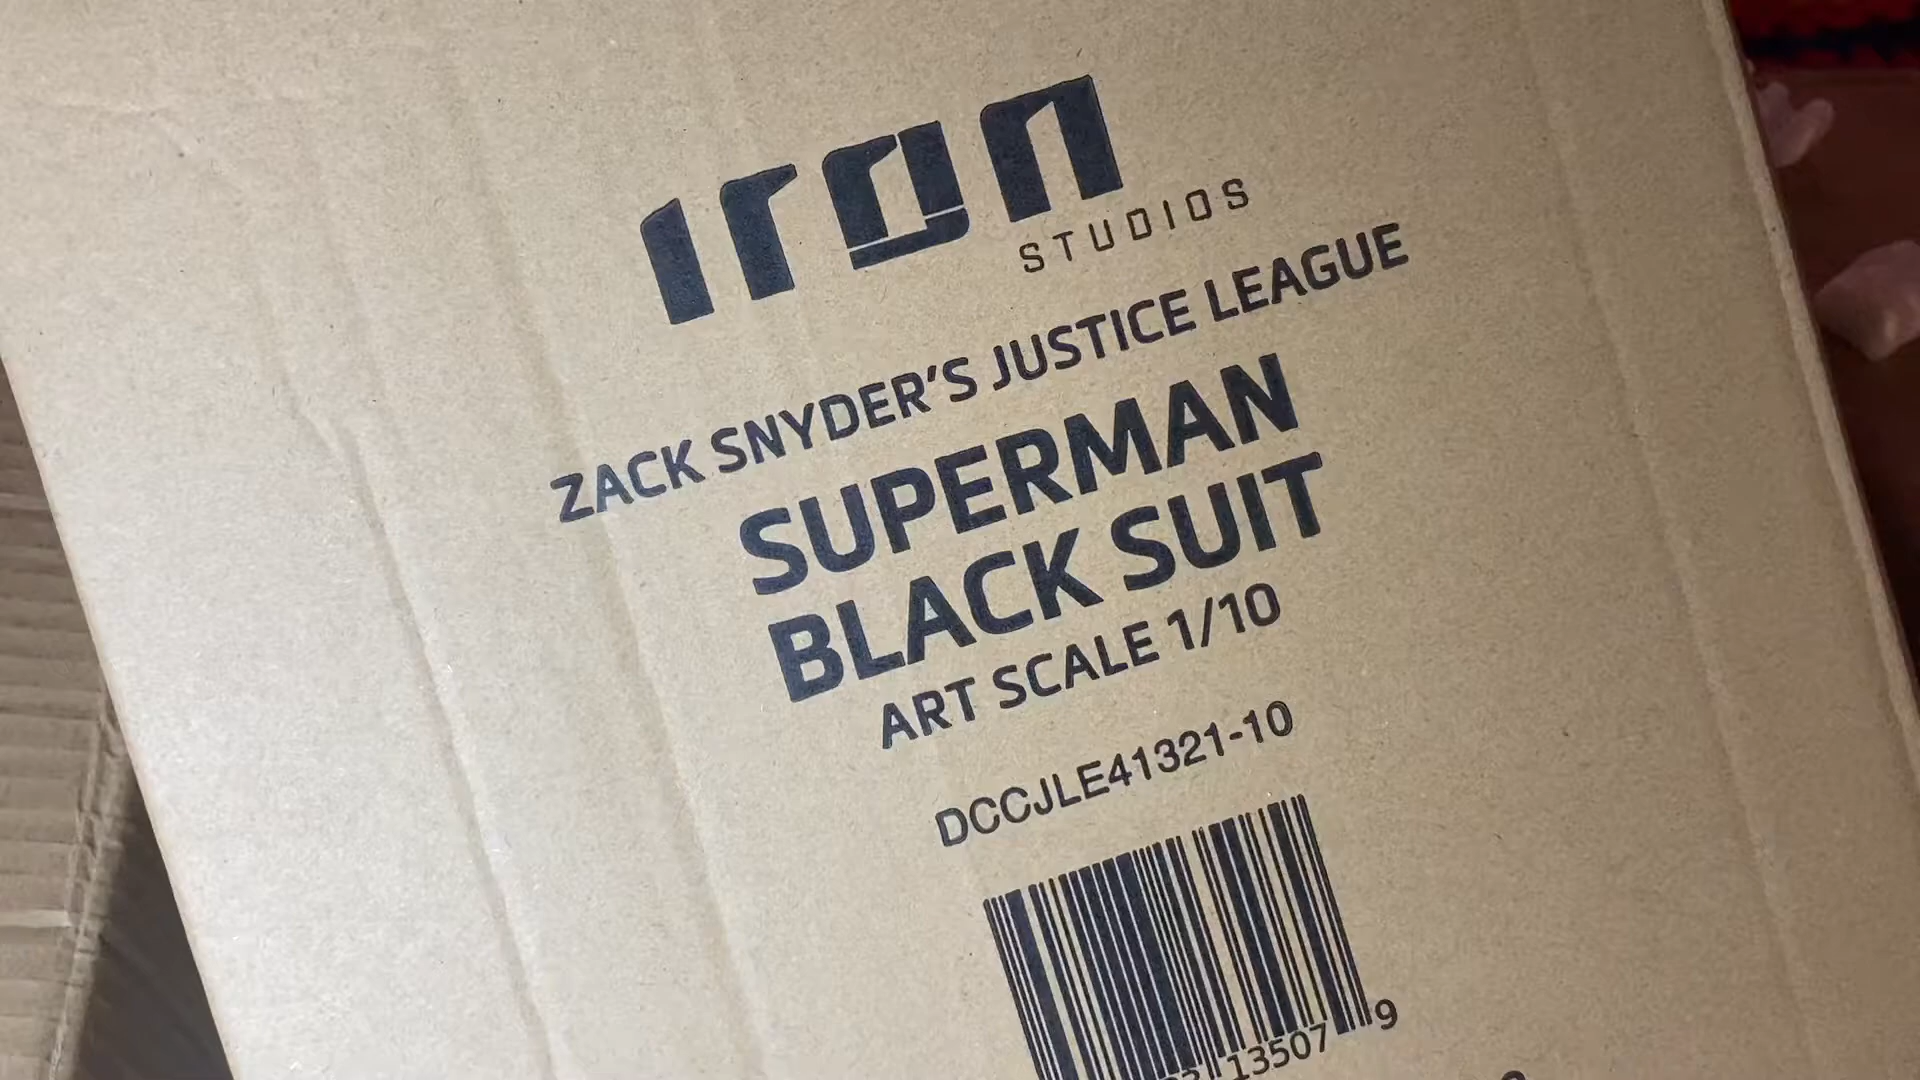 iron
STUDIOS
ZACK SNYDER'S JUSTICE LEAGUE
SUPERMAN
BLACK SUIT
ART SCALE 1/10
DCCJLE41321-10
13507 9